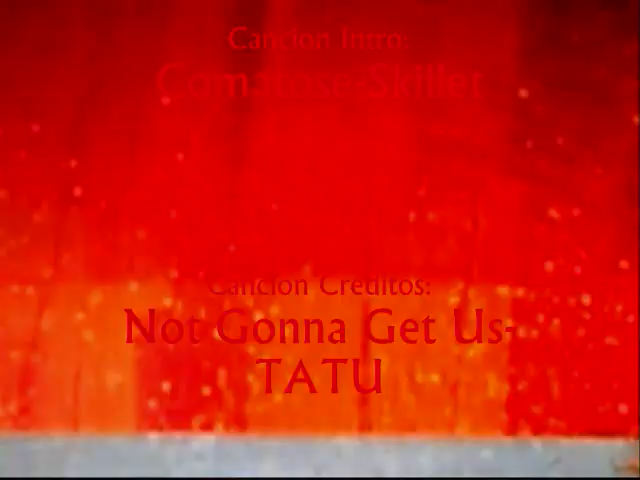 Cancion Intro:
Comatose-Skillet
Cancion Creditos:
Not Gonna Get Us-
TATU